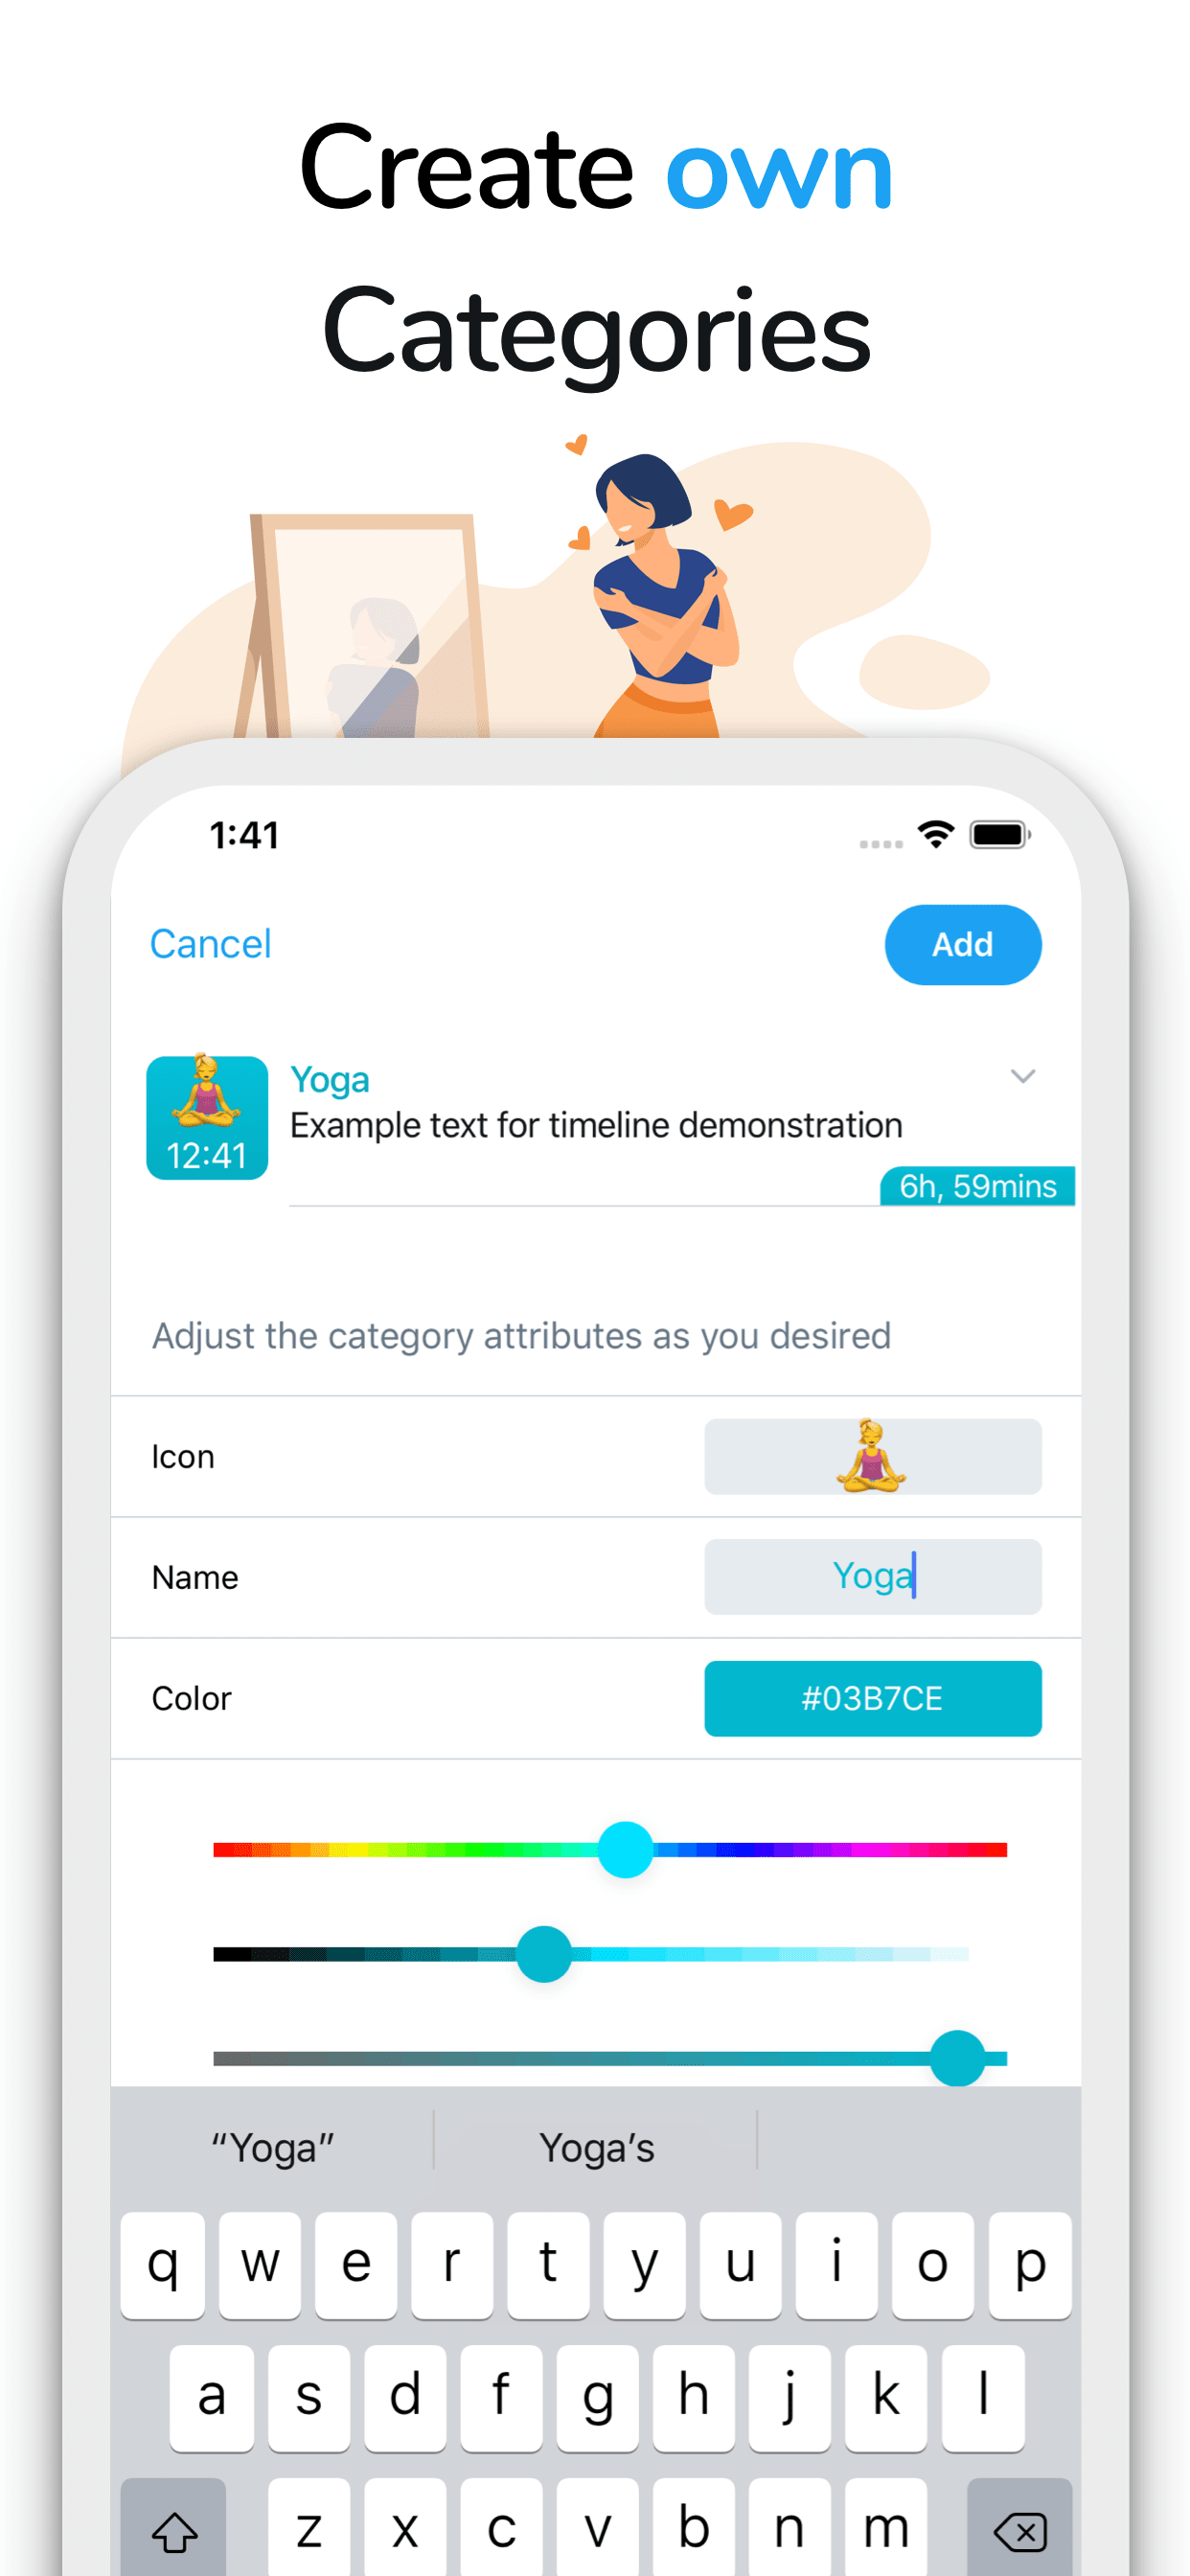 Create own
Categories
1:41
Cancel
Add
Yoga
Example text for timeline demonstration
12:41
6h, 59mins
Adjust the category attributes as you desired
Icon
Name
Yoga
Color
#03B7CE
“Yoga”
Yoga’s
q w e r t y u i o p
a s d f g h j k l
z x c v b n m